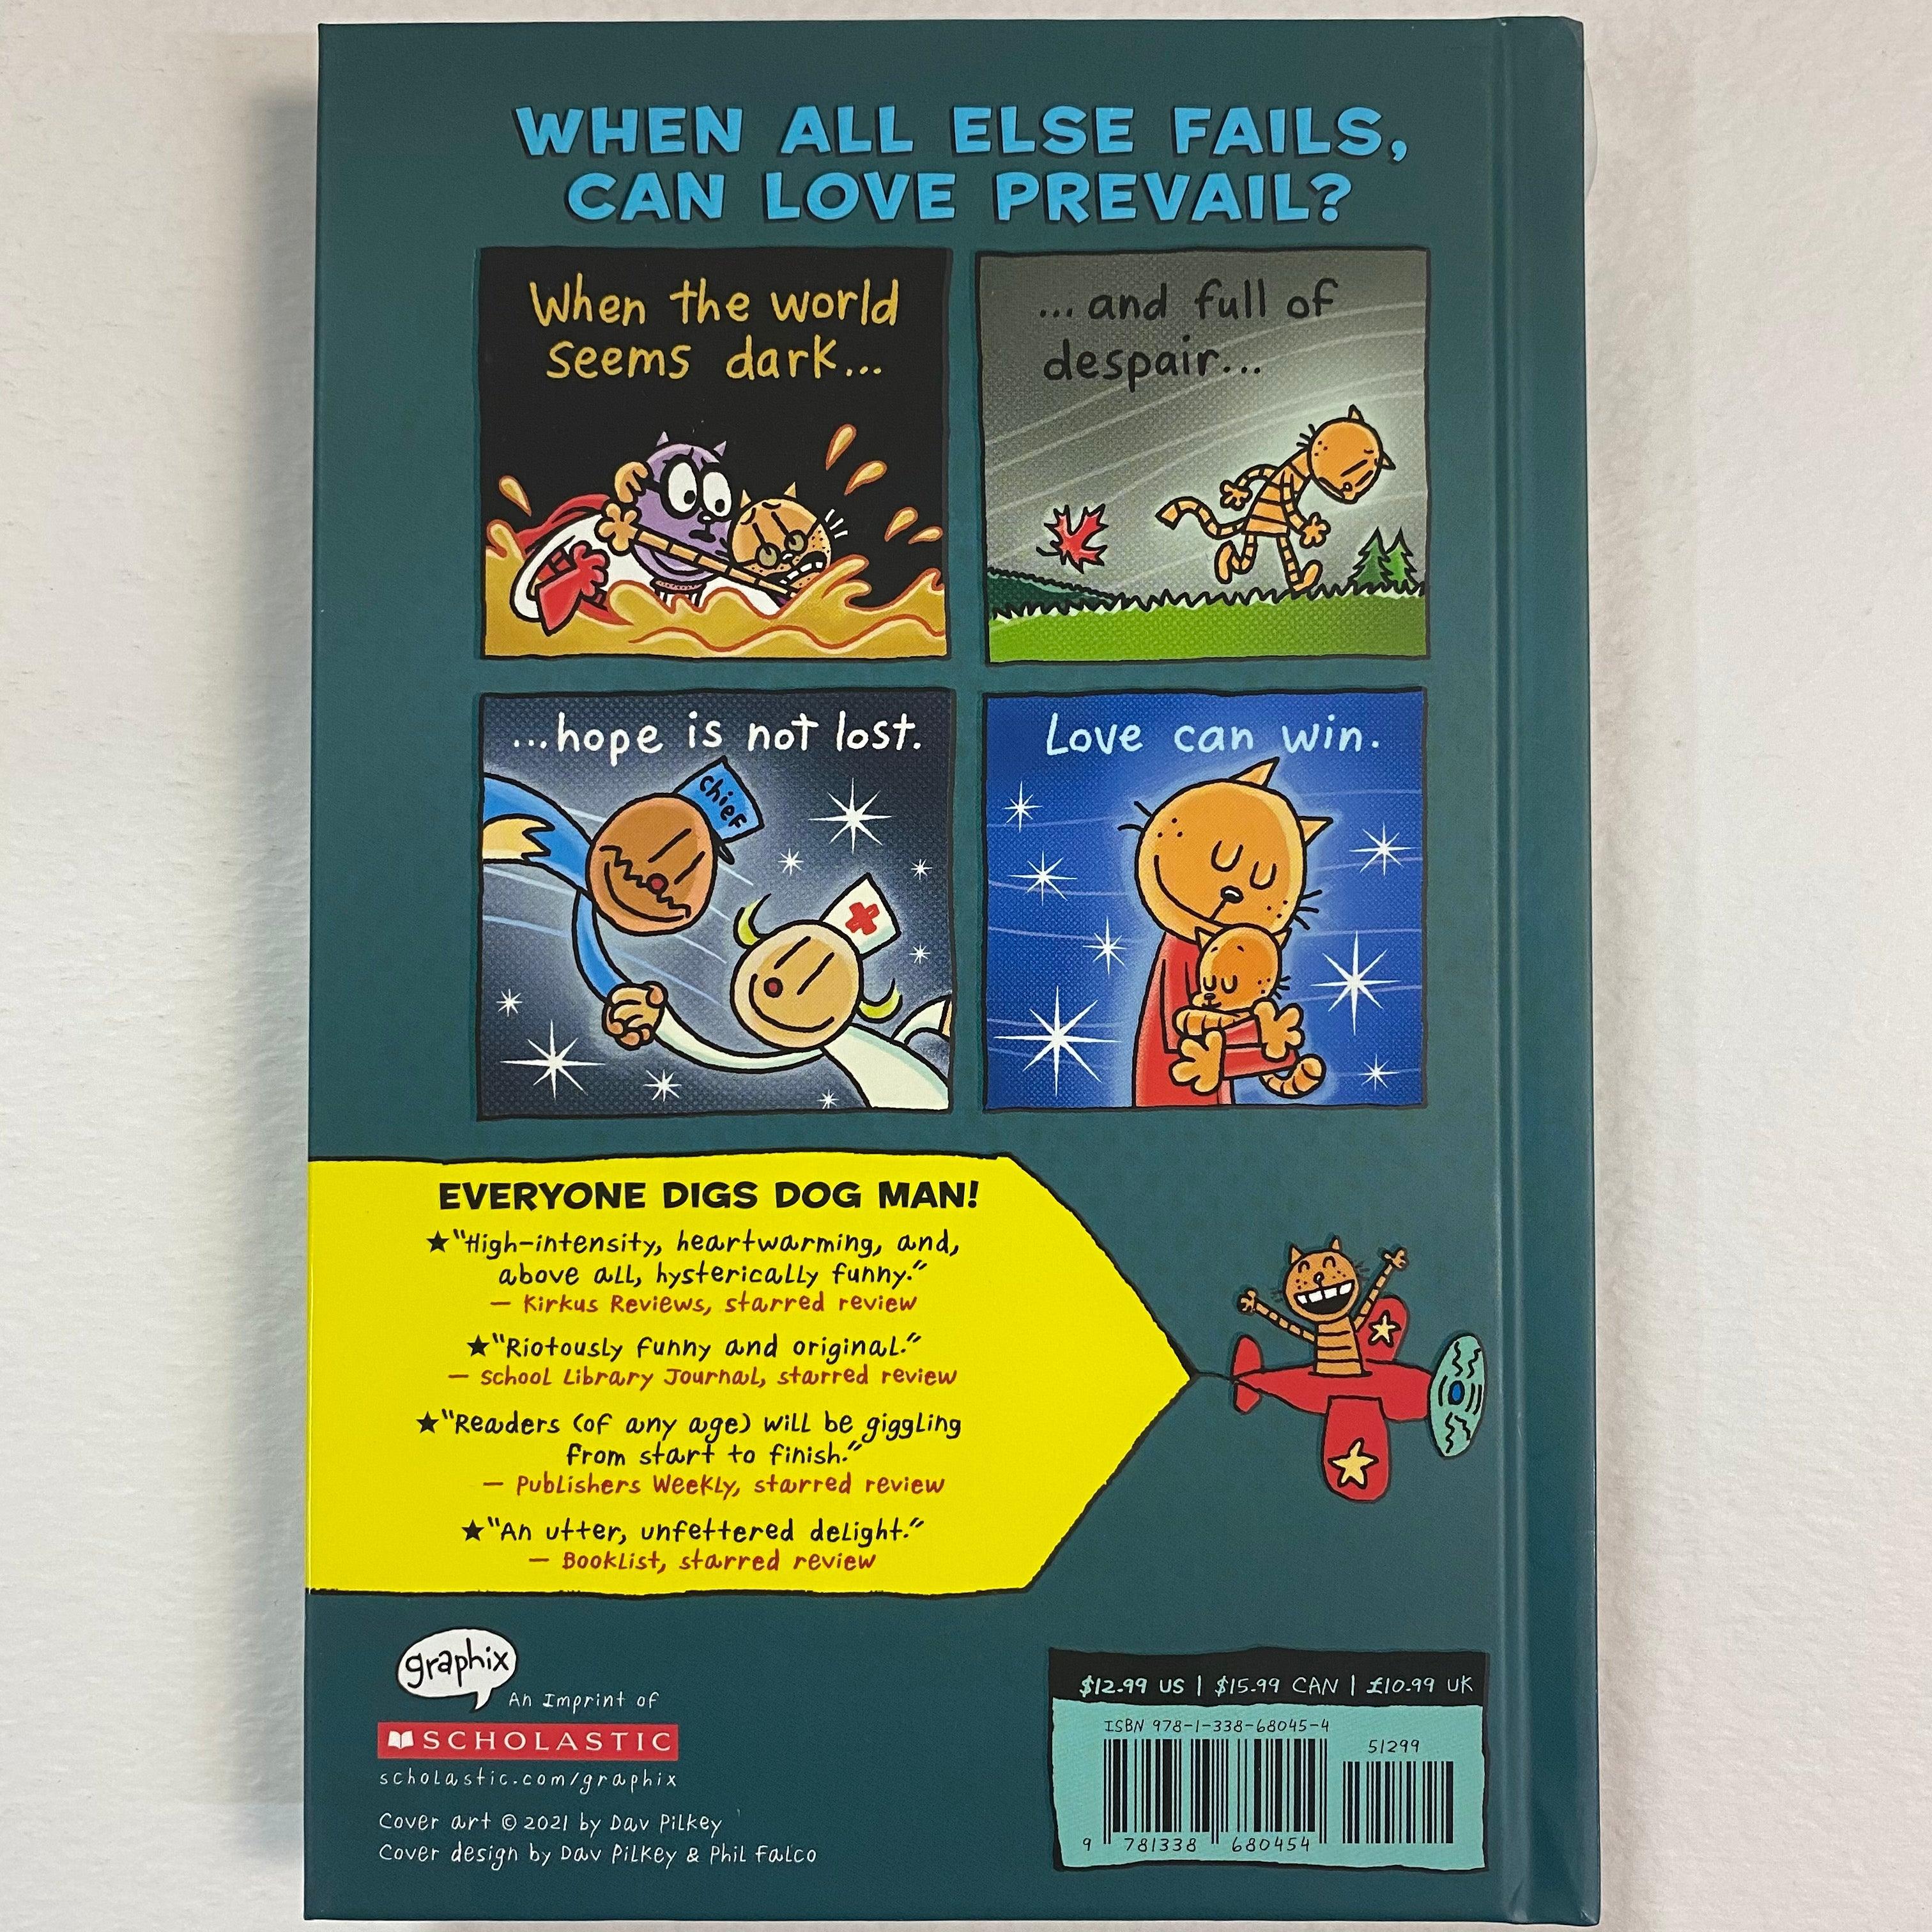 WHEN ALL ELSE FAILS,
CAN LOVE PREVAIL?
When the world
seems dark...
...and full of
despair...
...hope is not lost.
chief
Love can win.
EVERYONE DIGS DOG MAN!
★"High-intensity, heartwarming, and,
above all, hysterically funny."
— Kirkus Reviews, starred review
★"Riotously funny and original."
— School Library Journal, starred review
★"Readers (of any age) will be giggling
from start to finish."
— Publishers Weekly, starred review
★"An utter, unfettered delight."
— Booklist, starred review
graphix
An Imprint of
SCHOLASTIC
scholastic.com/graphix
Cover art © 2021 by Dav Pilkey
Cover design by Dav Pilkey & Phil Falco
$12.99 US | $15.99 CAN | £10.99 UK
ISBN 978-1-338-68045-4
51299
9 781338 680454